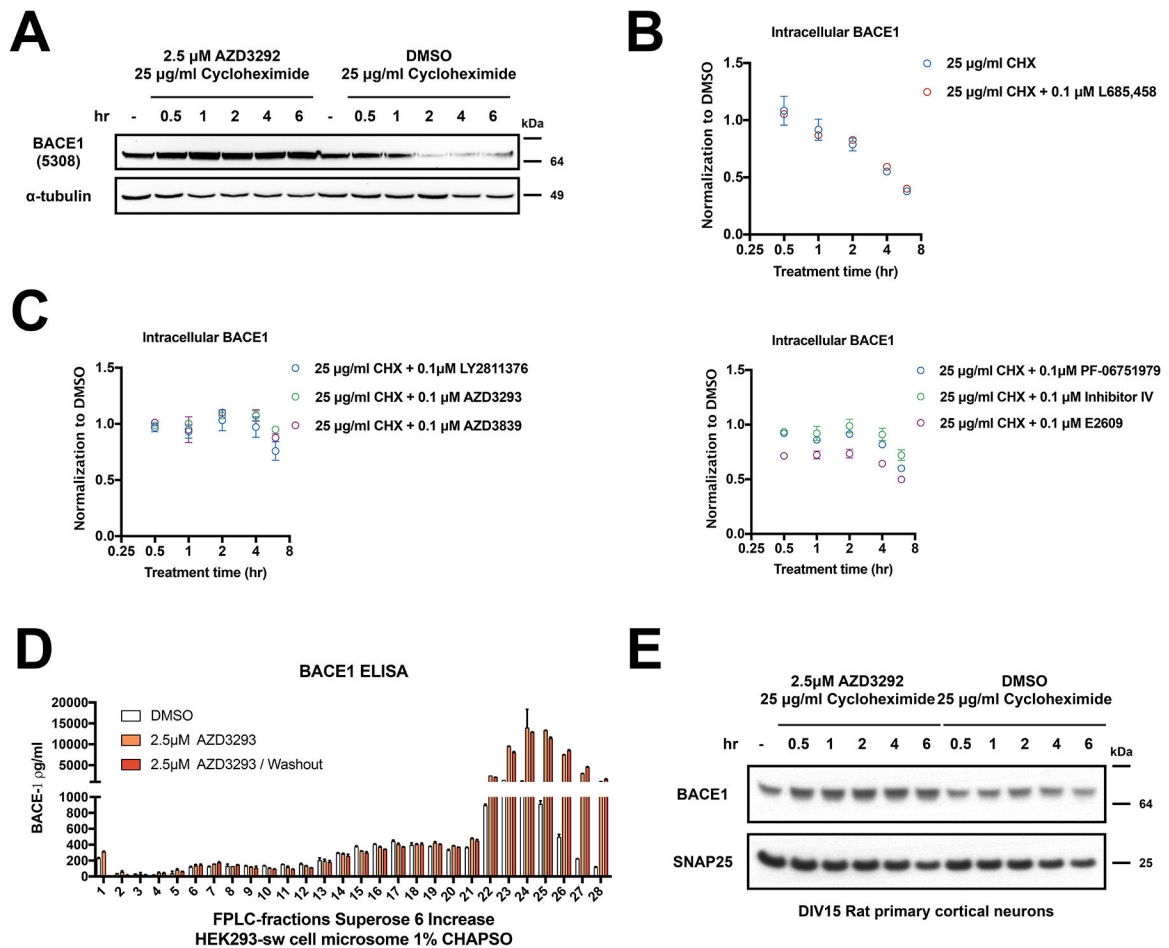 A
2.5 µM AZD3292
25 µg/ml Cycloheximide
DMSO
25 µg/ml Cycloheximide
hr - 0.5 1 2 4 6 - 0.5 1 2 4 6
kDa
BACE1
(5308)
64
α-tubulin
49
B
Intracellular BACE1
Normalization to DMSO
1.5
1.0
0.5
0.0
0.25 0.5 1 2 4 8
Treatment time (hr)
25 µg/ml CHX
25 µg/ml CHX + 0.1 µM L685,458
C
Intracellular BACE1
Normalization to DMSO
1.5
1.0
0.5
0.0
0.25 0.5 1 2 4 8
Treatment time (hr)
25 µg/ml CHX + 0.1µM LY2811376
25 µg/ml CHX + 0.1 µM AZD3293
25 µg/ml CHX + 0.1 µM AZD3839
Intracellular BACE1
Normalization to DMSO
1.5
1.0
0.5
0.0
0.25 0.5 1 2 4 8
Treatment time (hr)
25 µg/ml CHX + 0.1µM PF-06751979
25 µg/ml CHX + 0.1 µM Inhibitor IV
25 µg/ml CHX + 0.1 µM E2609
D
BACE1 ELISA
BACE-1 ρg/ml
20000
15000
10000
5000
1000
800
600
400
200
0
DMSO
2.5µM AZD3293
2.5µM AZD3293 / Washout
1 2 3 4 5 6 7 8 9 10 11 12 13 14 15 16 17 18 19 20 21 22 23 24 25 26 27 28
FPLC-fractions Superose 6 Increase
HEK293-sw cell microsome 1% CHAPSO
E
2.5µM AZD3292
25 µg/ml Cycloheximide
DMSO
25 µg/ml Cycloheximide
hr - 0.5 1 2 4 6 0.5 1 2 4 6
kDa
BACE1
64
SNAP25
25
DIV15 Rat primary cortical neurons